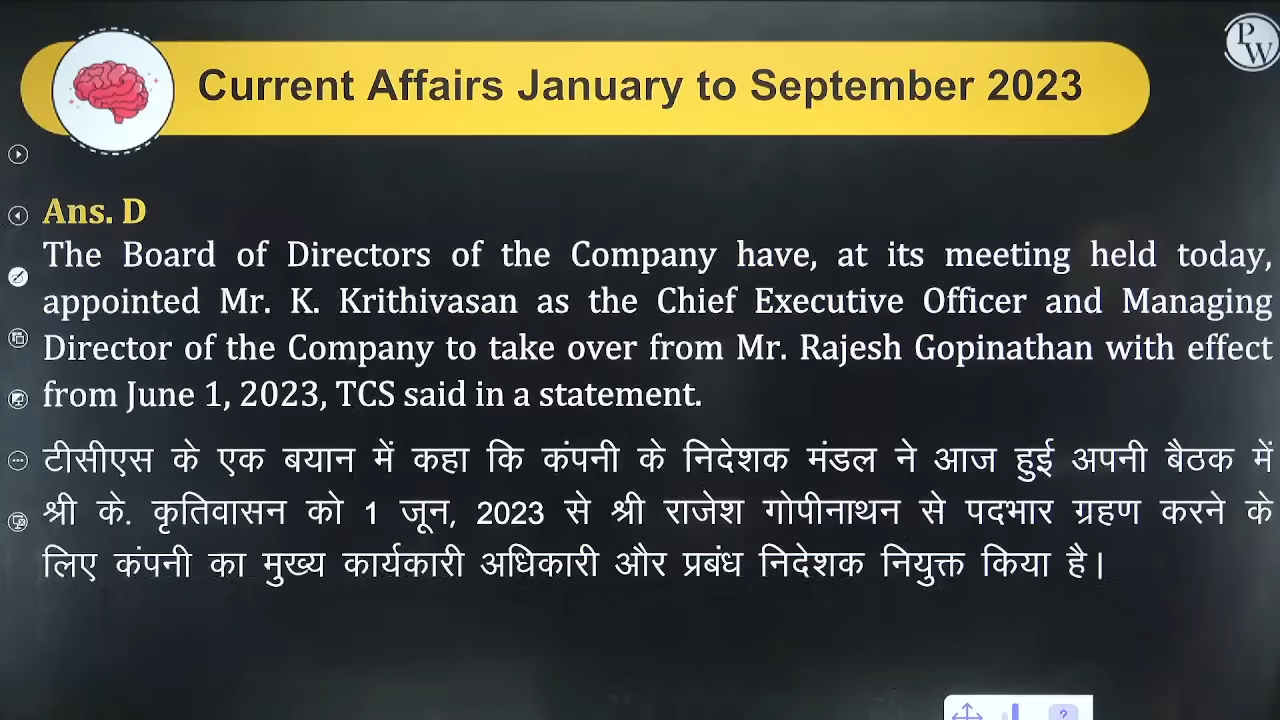 PW
Current Affairs January to September 2023
Ans. D
The Board of Directors of the Company have, at its meeting held today,
appointed Mr. K. Krithivasan as the Chief Executive Officer and Managing
Director of the Company to take over from Mr. Rajesh Gopinathan with effect
from June 1, 2023, TCS said in a statement.
टीसीएस के एक बयान में कहा कि कंपनी के निदेशक मंडल ने आज हुई अपनी बैठक में
श्री के. कृतिवासन को 1 जून, 2023 से श्री राजेश गोपीनाथन से पदभार ग्रहण करने के
लिए कंपनी का मुख्य कार्यकारी अधिकारी और प्रबंध निदेशक नियुक्त किया है।
?